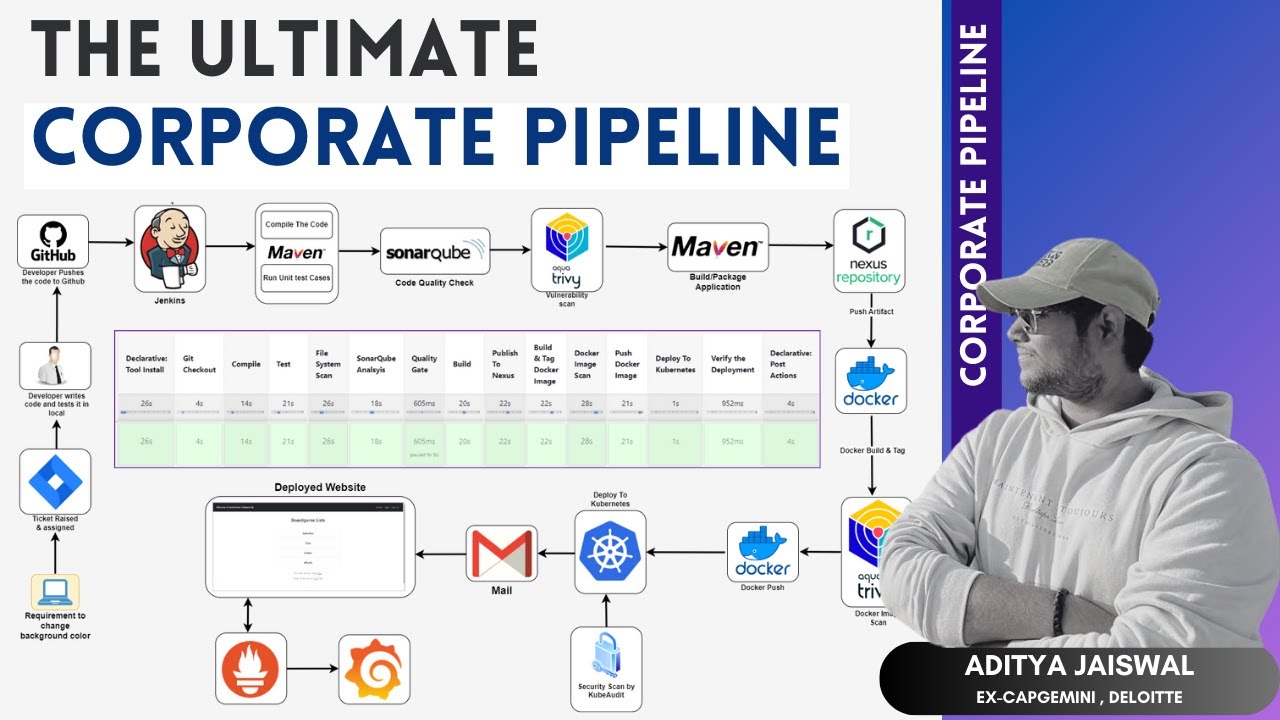 THE ULTIMATE
CORPORATE PIPELINE
CORPORATE PIPELINE
GitHub
Developer Pushes
the code to Github
Jenkins
Compile The Code
Maven
Run Unit test Cases
sonarqube
Code Quality Check
aqua
trivy
Vulnerability
scan
Maven™
Build/Package
Application
nexus
repository
Push Artifact
docker
Docker Build & Tag
aqua
trivy
Docker
Scan
docker
Docker Push
Deploy To
Kubernetes
Security Scan by
KubeAudit
Mail
Deployed Website
Developer writes
code and tests it in
local
Ticket Raised
& assigned
Requirement to
change
background color
Declarative:
Tool Install
Git
Checkout
Compile
Test
File
System
Scan
SonarQube
Analsyis
Quality
Gate
Build
Publish
To
Nexus
Build
& Tag
Docker
Image
Docker
Image
Scan
Push
Docker
Image
Deploy To
Kubernetes
Verify the
Deployment
Declarative:
Post
Actions
26s 4s 14s 21s 26s 18s 605ms 20s 22s 22s 28s 21s 1s 952ms 4s
26s 4s 14s 21s 26s 18s 605ms 20s 22s 22s 28s 21s 1s 952ms 4s
Boardgame Lists
ADITYA JAISWAL
EX-CAPGEMINI , DELOITTE